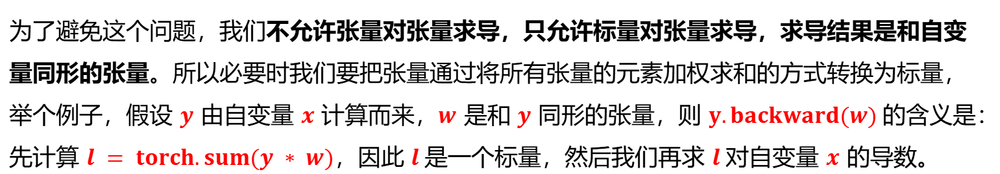 为了避免这个问题，我们不允许张量对张量求导，只允许标量对张量求导，求导结果是和自变
量同形的张量。所以必要时我们要把张量通过将所有张量的元素加权求和的方式转换为标量，
举个例子，假设 y 由自变量 x 计算而来，w 是和 y 同形的张量，则 y.backward(w) 的含义是：
先计算 l = torch.sum(y * w)，因此 l 是一个标量，然后我们再求 l 对自变量 x 的导数。